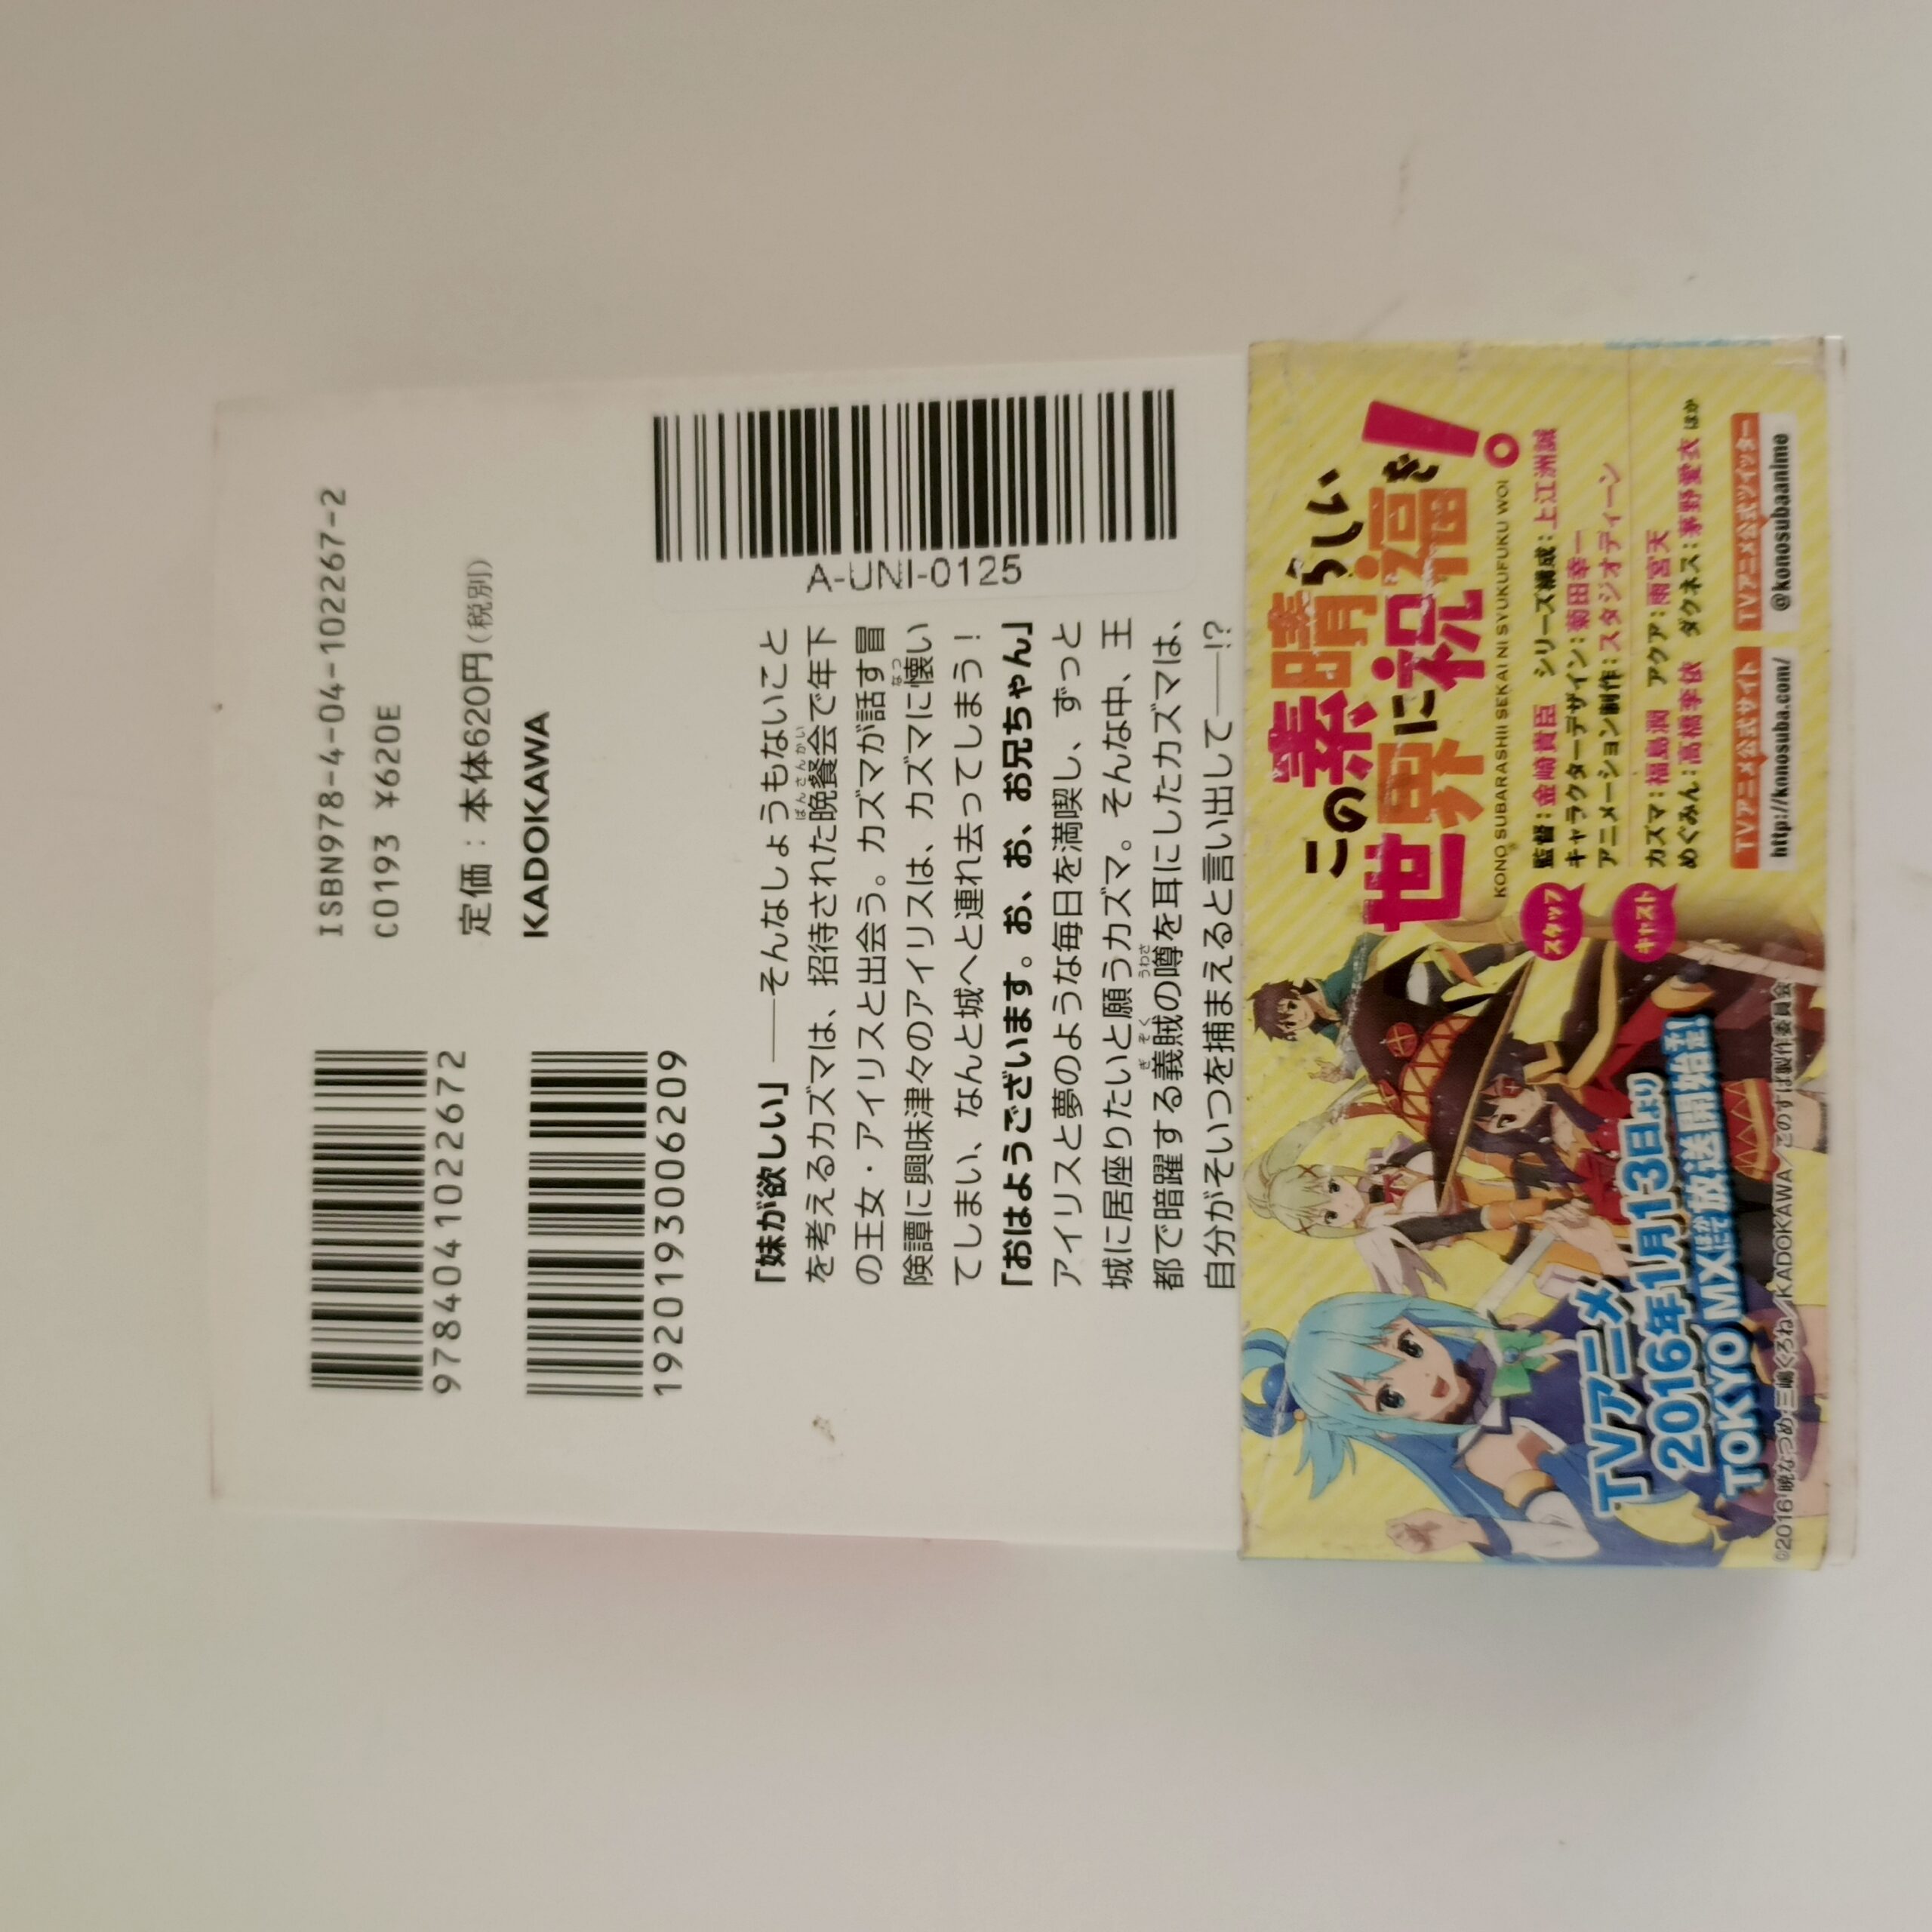 ISBN978-4-04-102267-2
C0193 ¥620E
定価：本体620円（税別）
KADOKAWA
9784041022672
1920193006209
A-UNI-0125
「妹が欲しい」――そんなしょうもないこと
を考えるカズマは、招待された晩餐会で年下
ばんさんかい
の王女・アイリスと出会う。カズマが話す冒
険譚に興味津々のアイリスは、カズマに懐い
なつ
てしまい、なんと城へと連れ去ってしまう！
「おはようございます。お、お、お兄ちゃん」
アイリスと夢のような毎日を満喫し、ずっと
城に居座りたいと願うカズマ。そんな中、王
都で暗躍する義賊の噂を耳にしたカズマは、
ぎぞく うわさ
自分がそいつを捕まえると言い出して――!?
この素晴らしい
世界に祝福を！
KONO SUBARASHII SEKAI NI SYUKUFUKU WO!
スタッフ
監督：金崎貴臣 シリーズ構成：上江洲誠
キャラクターデザイン：菊田幸一
アニメーション制作：スタジオディーン
キャスト
カズマ：福島潤 アクア：雨宮天
めぐみん：高橋李依 ダクネス：茅野愛衣 ほか
TVアニメ公式サイト
http://konosuba.com/
TVアニメ公式ツイッター
@konosubaanime
TVアニメ
2016年1月13日より
TOKYO MXほかにて放送開始予定！
©2016 暁なつめ・三嶋くろね／KADOKAWA／このすば製作委員会